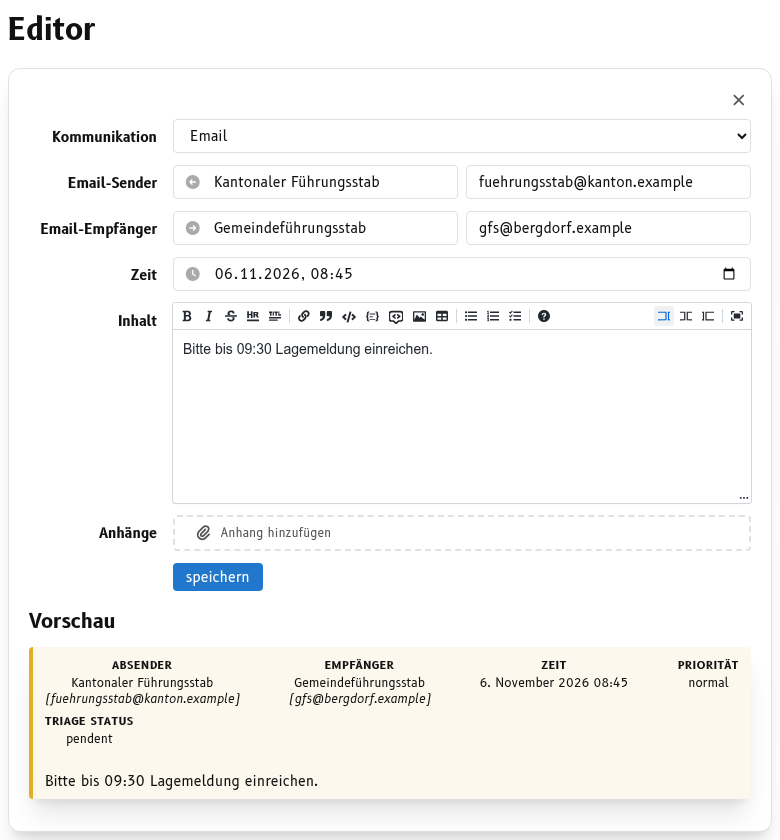 Editor
Kommunikation Email
Email-Sender Kantonaler Führungsstab fuehrungsstab@kanton.example
Email-Empfänger Gemeindeführungsstab gfs@bergdorf.example
Zeit 06.11.2026, 08:45
Inhalt
Bitte bis 09:30 Lagemeldung einreichen.
Anhänge Anhang hinzufügen
speichern
Vorschau
ABSENDER EMPFÄNGER ZEIT PRIORITÄT
Kantonaler Führungsstab Gemeindeführungsstab 6. November 2026 08:45 normal
[fuehrungsstab@kanton.example] [gfs@bergdorf.example]
TRIAGE STATUS
pendent
Bitte bis 09:30 Lagemeldung einreichen.